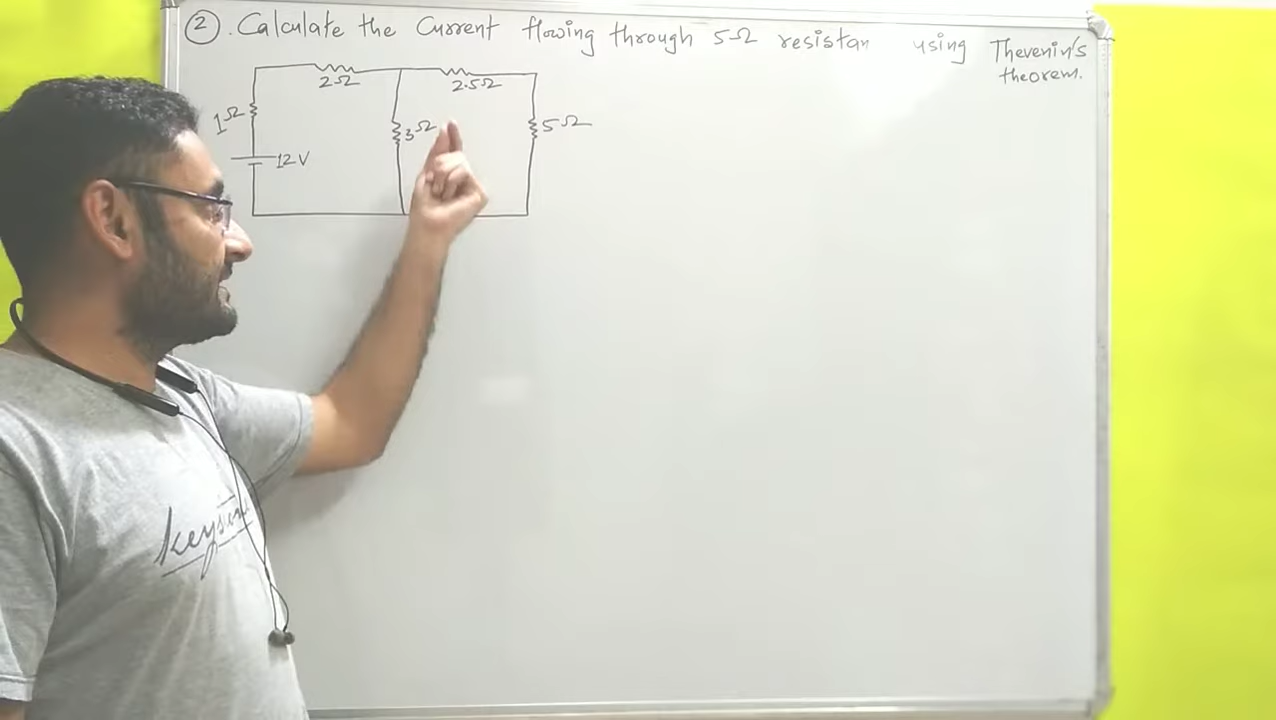 ② . Calculate the Current flowing through 5Ω resistan using Thevenin's
theorem.
2Ω
2.5Ω
1Ω
3Ω
5Ω
12V